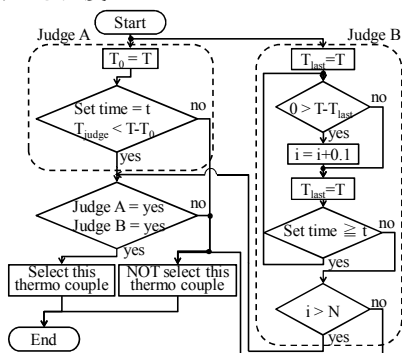 Start
Judge A
Judge B
T0 = T
Tlast=T
Set time = t
Tjudge < T-T0
no
yes
0 > T-Tlast
no
yes
i = i+0.1
Tlast=T
Judge A = yes
Judge B = yes
no
yes
Set time ≧ t
no
yes
Select this
thermo couple
NOT select this
thermo couple
i > N
no
yes
End